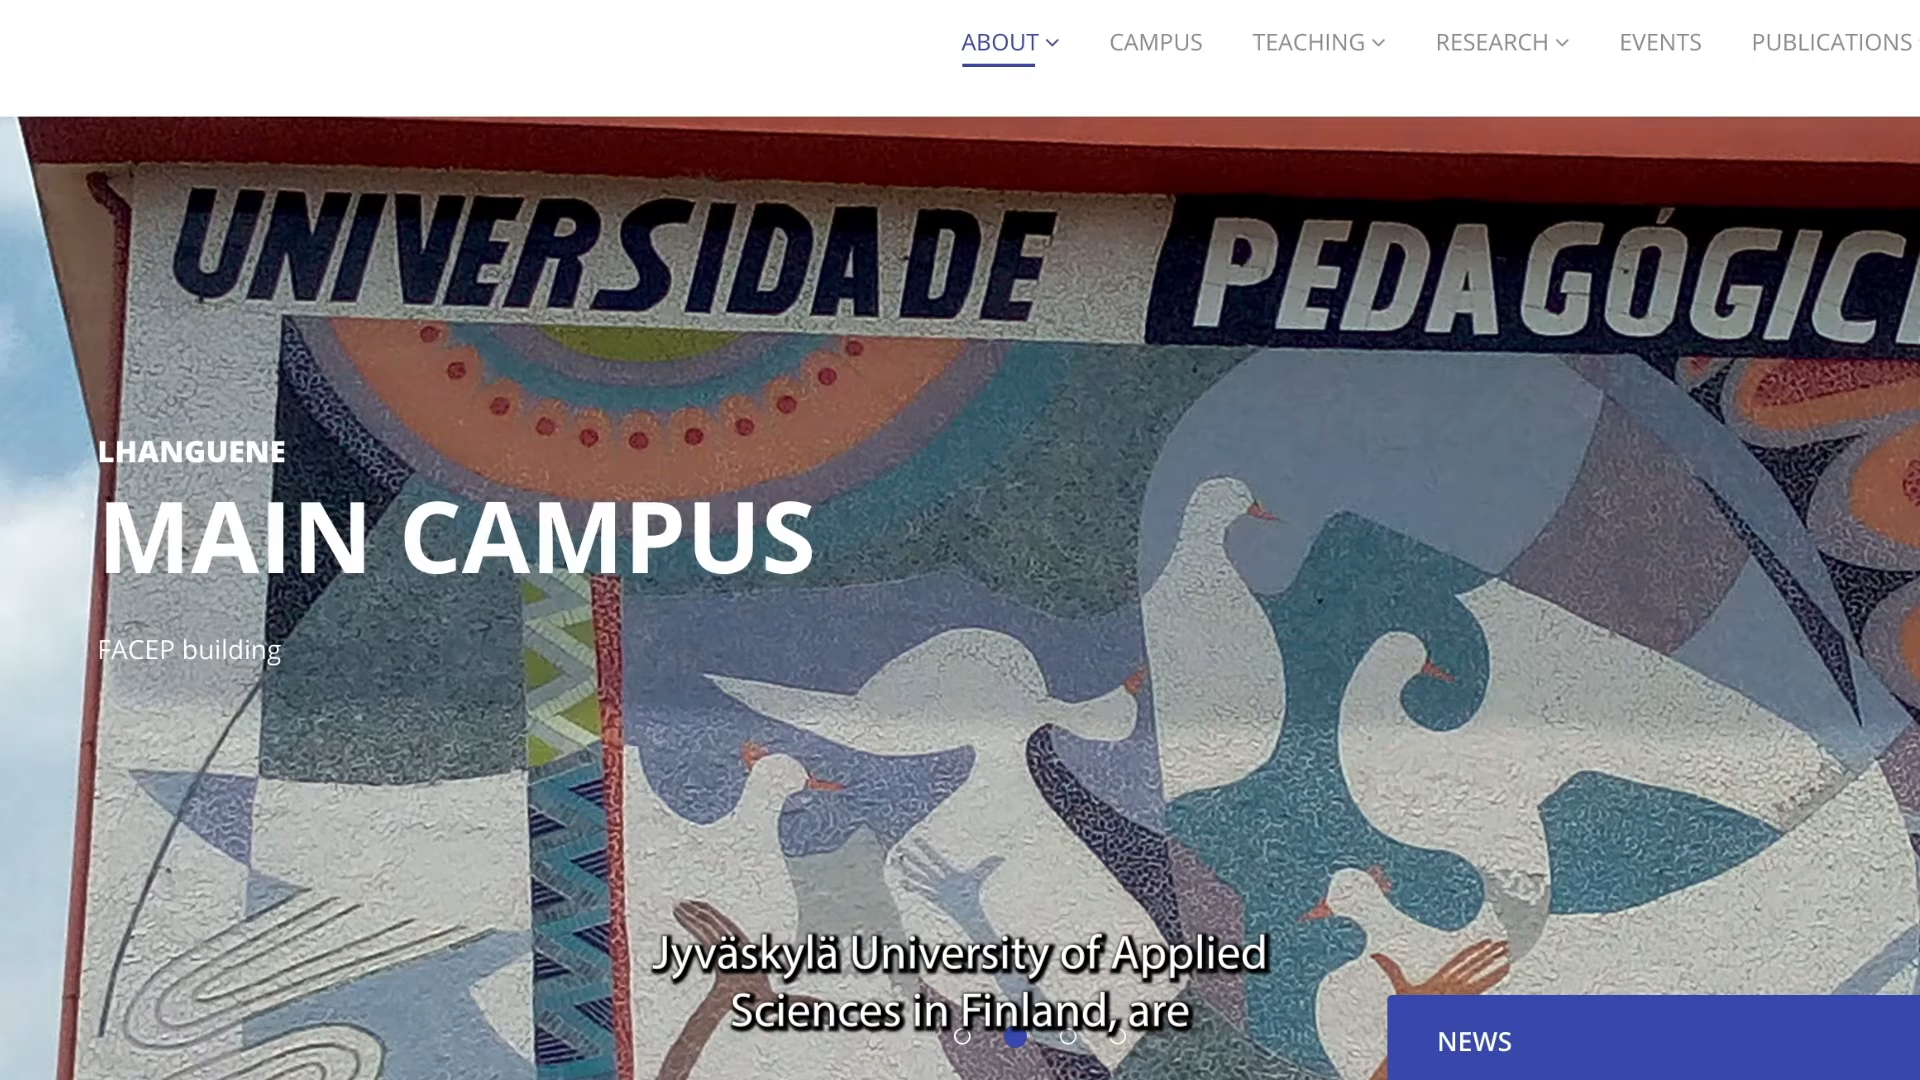 ABOUT CAMPUS TEACHING RESEARCH EVENTS PUBLICATIONS
UNIVERSIDADE PEDAGÓGIC
LHANGUENE
MAIN CAMPUS
FACEP building
Jyväskylä University of Applied
Sciences in Finland, are
NEWS